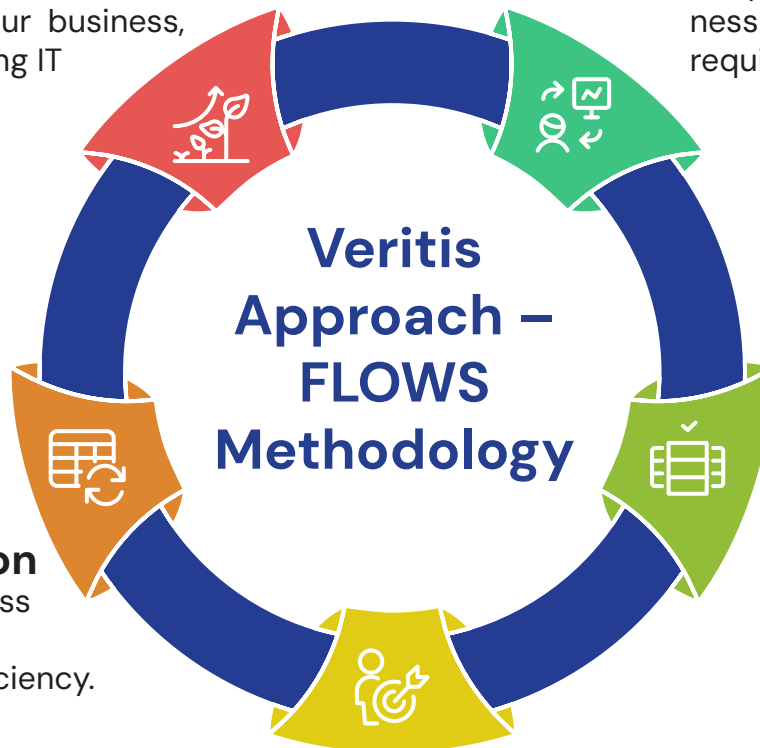 ur business,
ng IT
ness
requi
Veritis
Approach –
FLOWS
Methodology
on
ss
ciency.